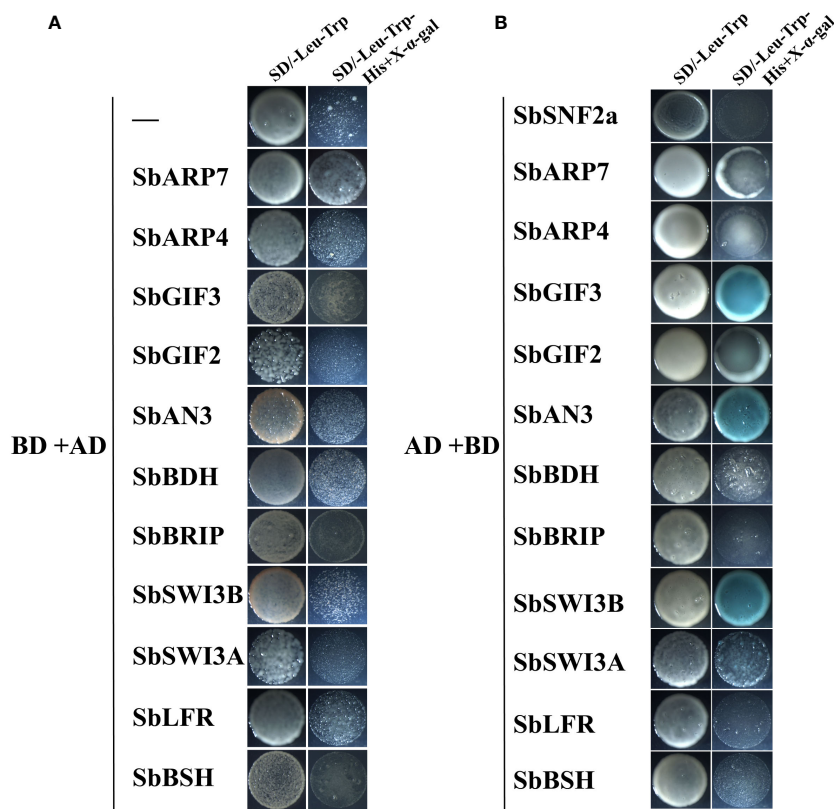 A
SD/-Leu-Trp
SD/-Leu-Trp-
His+X-α-gal
—
SbARP7
SbARP4
SbGIF3
SbGIF2
SbAN3
BD +AD
SbBDH
SbBRIP
SbSWI3B
SbSWI3A
SbLFR
SbBSH
B
SD/-Leu-Trp
SD/-Leu-Trp-
His+X-α-gal
SbSNF2a
SbARP7
SbARP4
SbGIF3
SbGIF2
SbAN3
AD +BD
SbBDH
SbBRIP
SbSWI3B
SbSWI3A
SbLFR
SbBSH